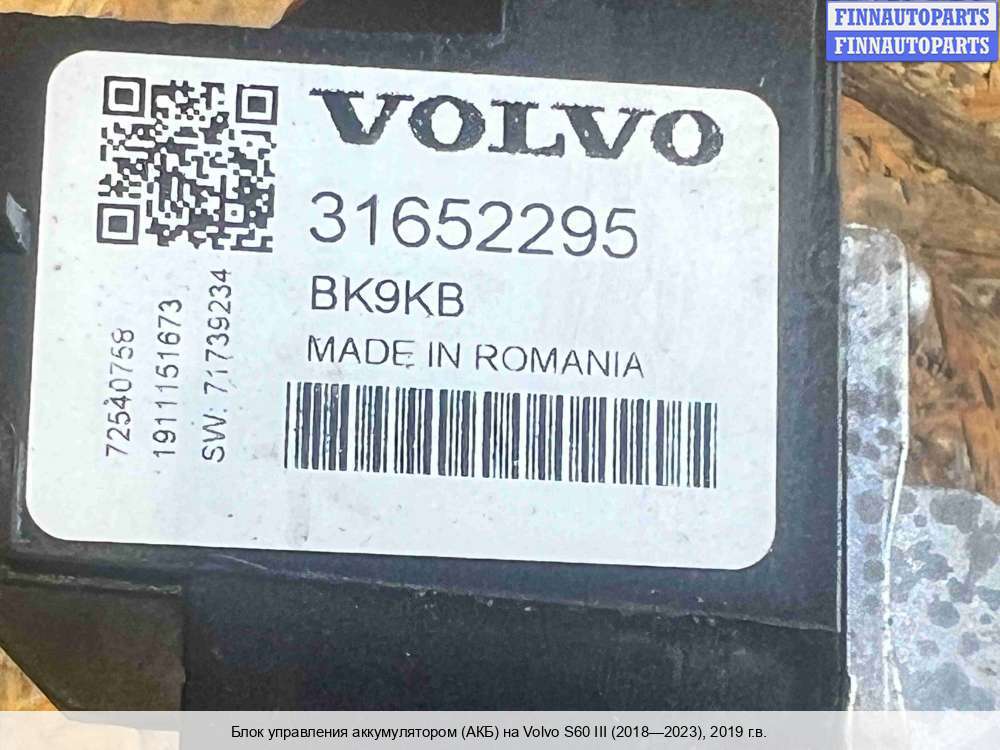 FINNAUTOPARTS
FINNAUTOPARTS
VOLVO
31652295
BK9KB
MADE IN ROMANIA
72540758
19111151673
SW: 71739234
Блок управления аккумулятором (АКБ) на Volvo S60 III (2018—2023), 2019 г.в.